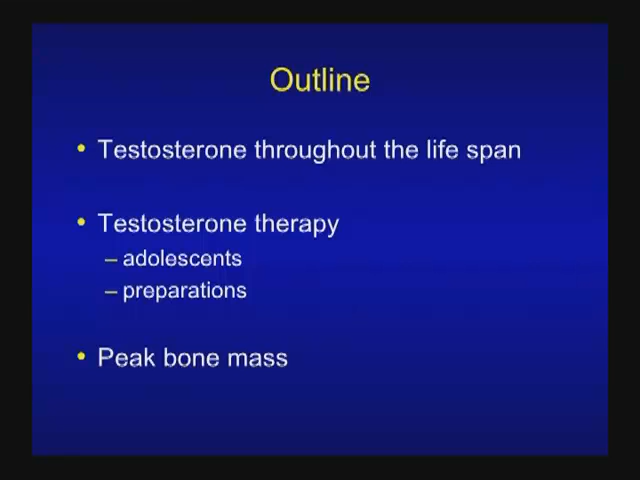 Outline
• Testosterone throughout the life span
• Testosterone therapy
– adolescents
– preparations
• Peak bone mass